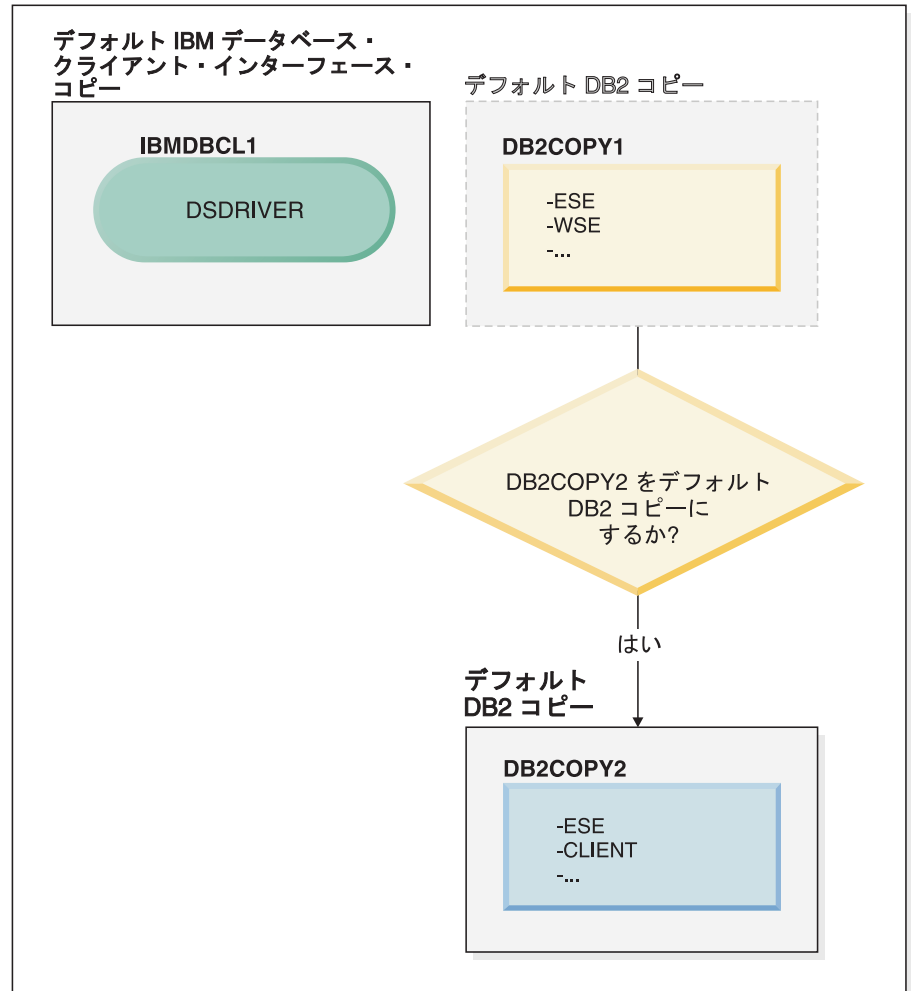 デフォルト IBM データベース・
クライアント・インターフェース・
コピー
IBMDBCL1
DSDRIVER
デフォルト DB2 コピー
DB2COPY1
-ESE
-WSE
-...
DB2COPY2 をデフォルト
DB2 コピーに
するか?
はい
デフォルト
DB2 コピー
DB2COPY2
-ESE
-CLIENT
-...